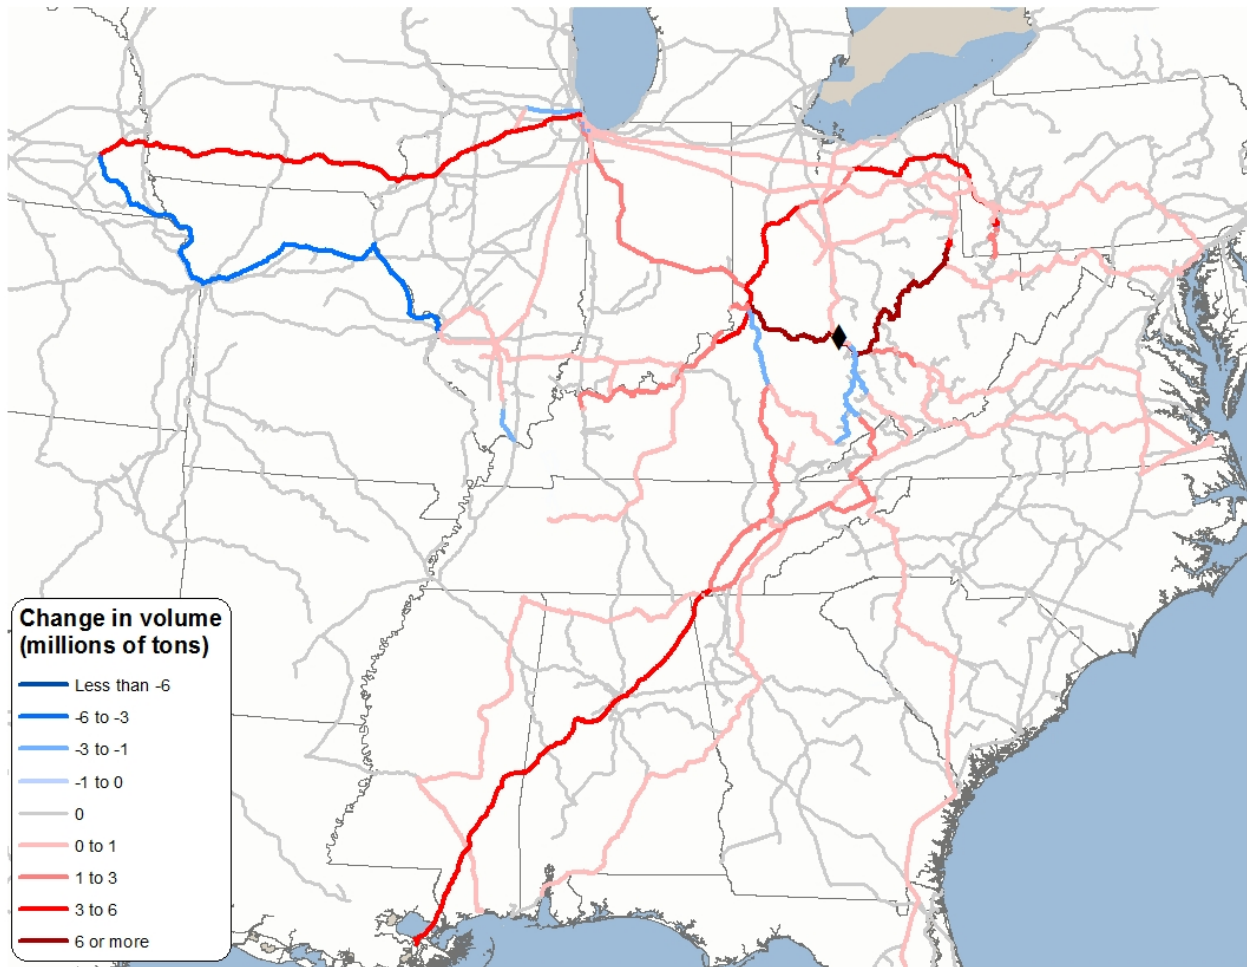 Change in volume
(millions of tons)
Less than -6
-6 to -3
-3 to -1
-1 to 0
0
0 to 1
1 to 3
3 to 6
6 or more